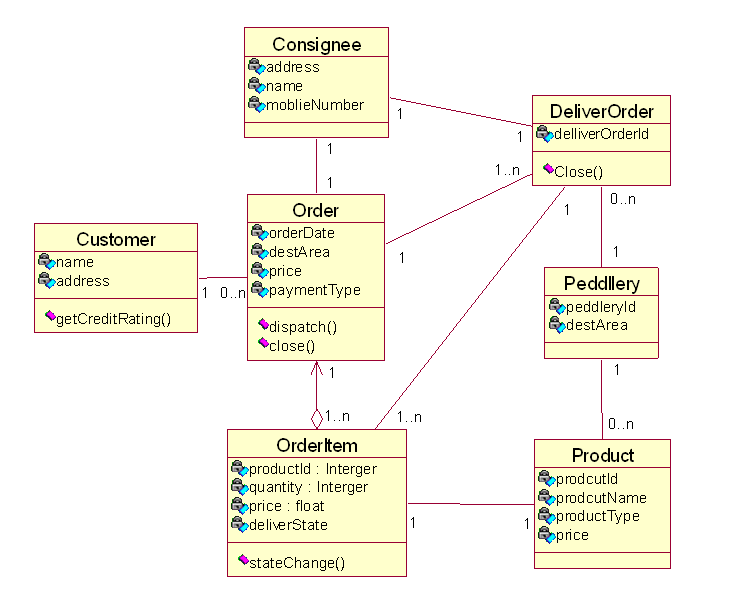 Consignee
address
name
moblieNumber
1
1
DeliverOrder
delliverOrderId
Close()
1
1
1..n
1
1
0..n
Order
orderDate
destArea
price
paymentType
dispatch()
close()
Customer
name
address
getCreditRating()
1
0..n
1
Peddllery
peddleryId
destArea
1
0..n
1
1..n
1..n
OrderItem
productId : Interger
quantity : Interger
price : float
deliverState
stateChange()
1
1
Product
prodcutId
prodcutName
productType
price